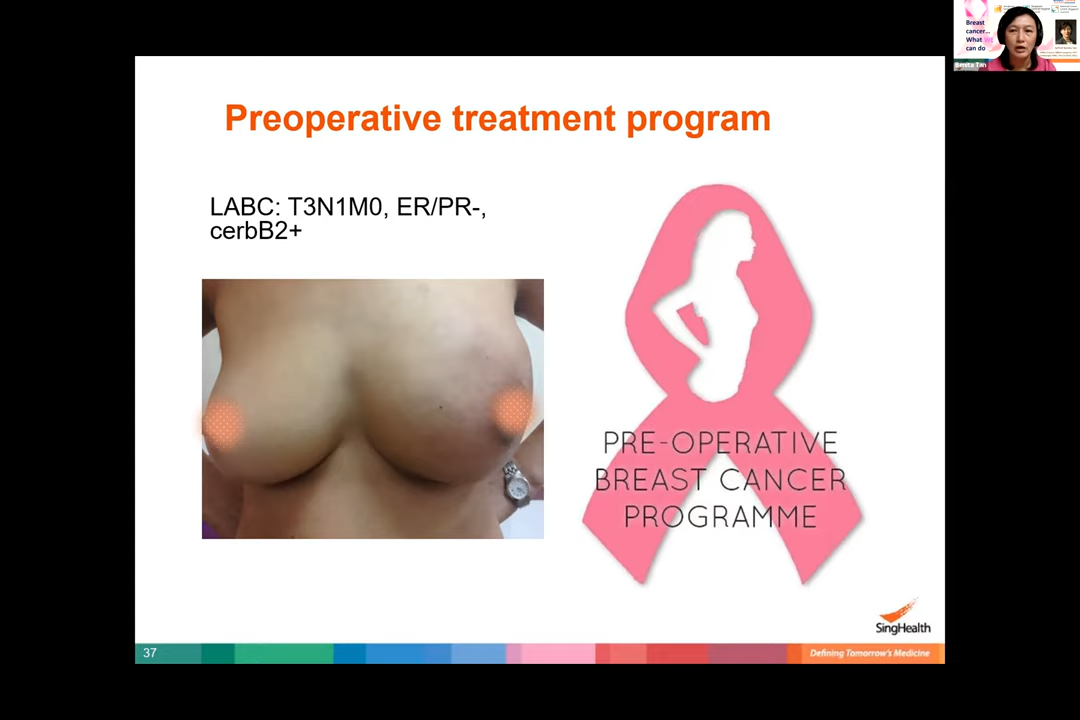 Preoperative treatment program
LABC: T3N1M0, ER/PR-,
cerbB2+
PRE-OPERATIVE
BREAST CANCER
PROGRAMME
SingHealth
37
Defining Tomorrow's Medicine
Breast
cancer...
What we
can do
Tan